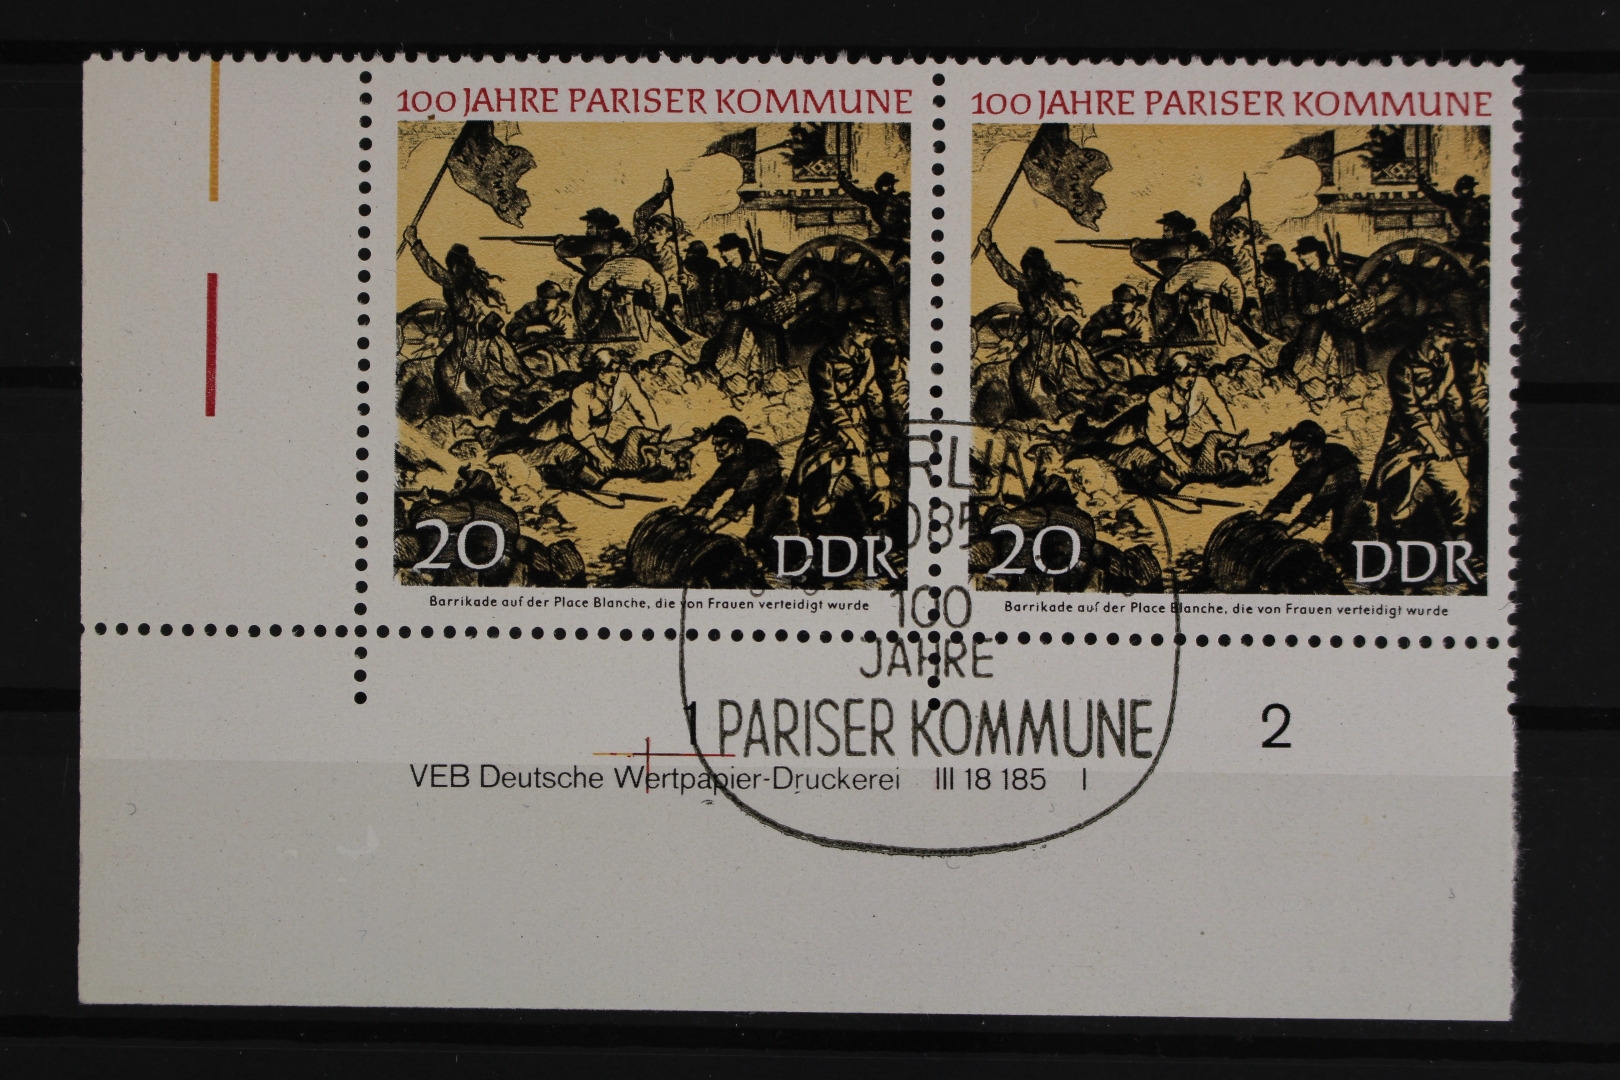 100 JAHRE PARISER KOMMUNE
20 DDR
Barrikade auf der Place Blanche, die von Frauen verteidigt wurde
100 JAHRE PARISER KOMMUNE
20 DDR
Barrikade auf der Place Blanche, die von Frauen verteidigt wurde
100
JAHRE
PARISER KOMMUNE
1
2
VEB Deutsche Wertpapier-Druckerei III 18 185 I